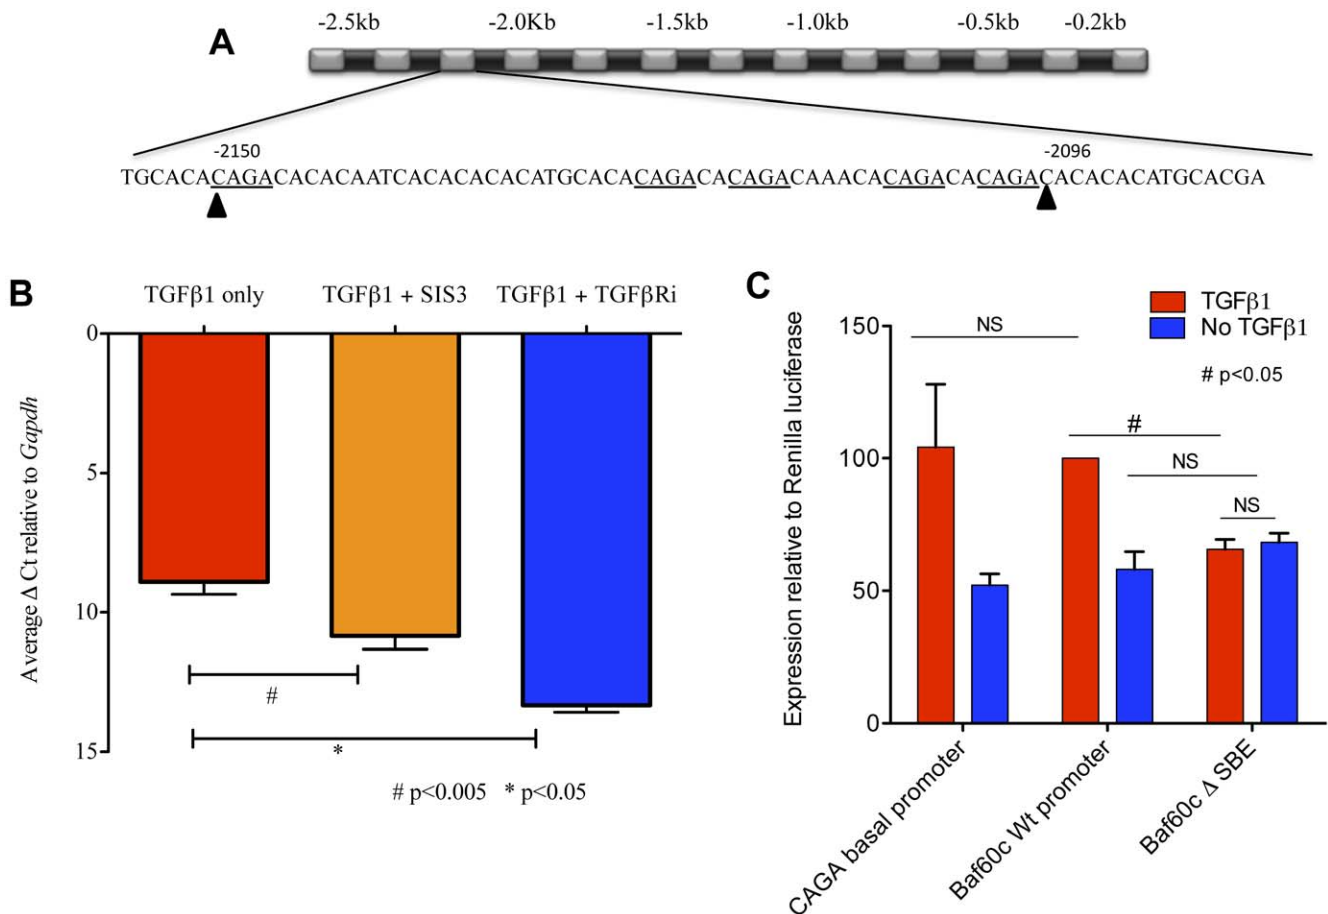 A
-2.5kb -2.0Kb -1.5kb -1.0kb -0.5kb -0.2kb
-2150 -2096
TGCACACAGACACACAATCACACACACATGCACACAGACACAGACAAACACAGACACAGACACACACATGCACGA
B
TGFβ1 only TGFβ1 + SIS3 TGFβ1 + TGFβRi
Average Δ Ct relative to Gapdh
0
5
10
15
#
*
# p<0.005 * p<0.05
C
TGFβ1
No TGFβ1
# p<0.05
Expression relative to Renilla luciferase
150
100
50
0
NS
#
NS
NS
CAGA basal promoter
Baf60c Wt promoter
Baf60c Δ SBE